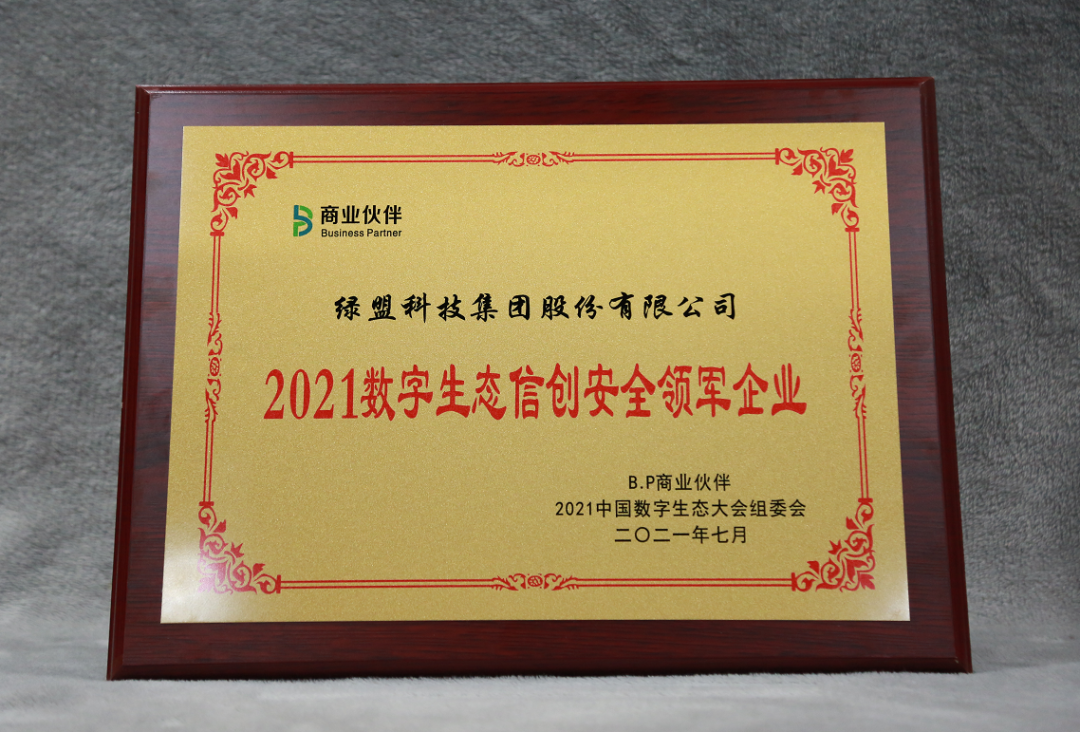 商业伙伴
Business Partner
绿盟科技集团股份有限公司
2021数字生态信创安全领军企业
B.P商业伙伴
2021中国数字生态大会组委会
二〇二一年七月